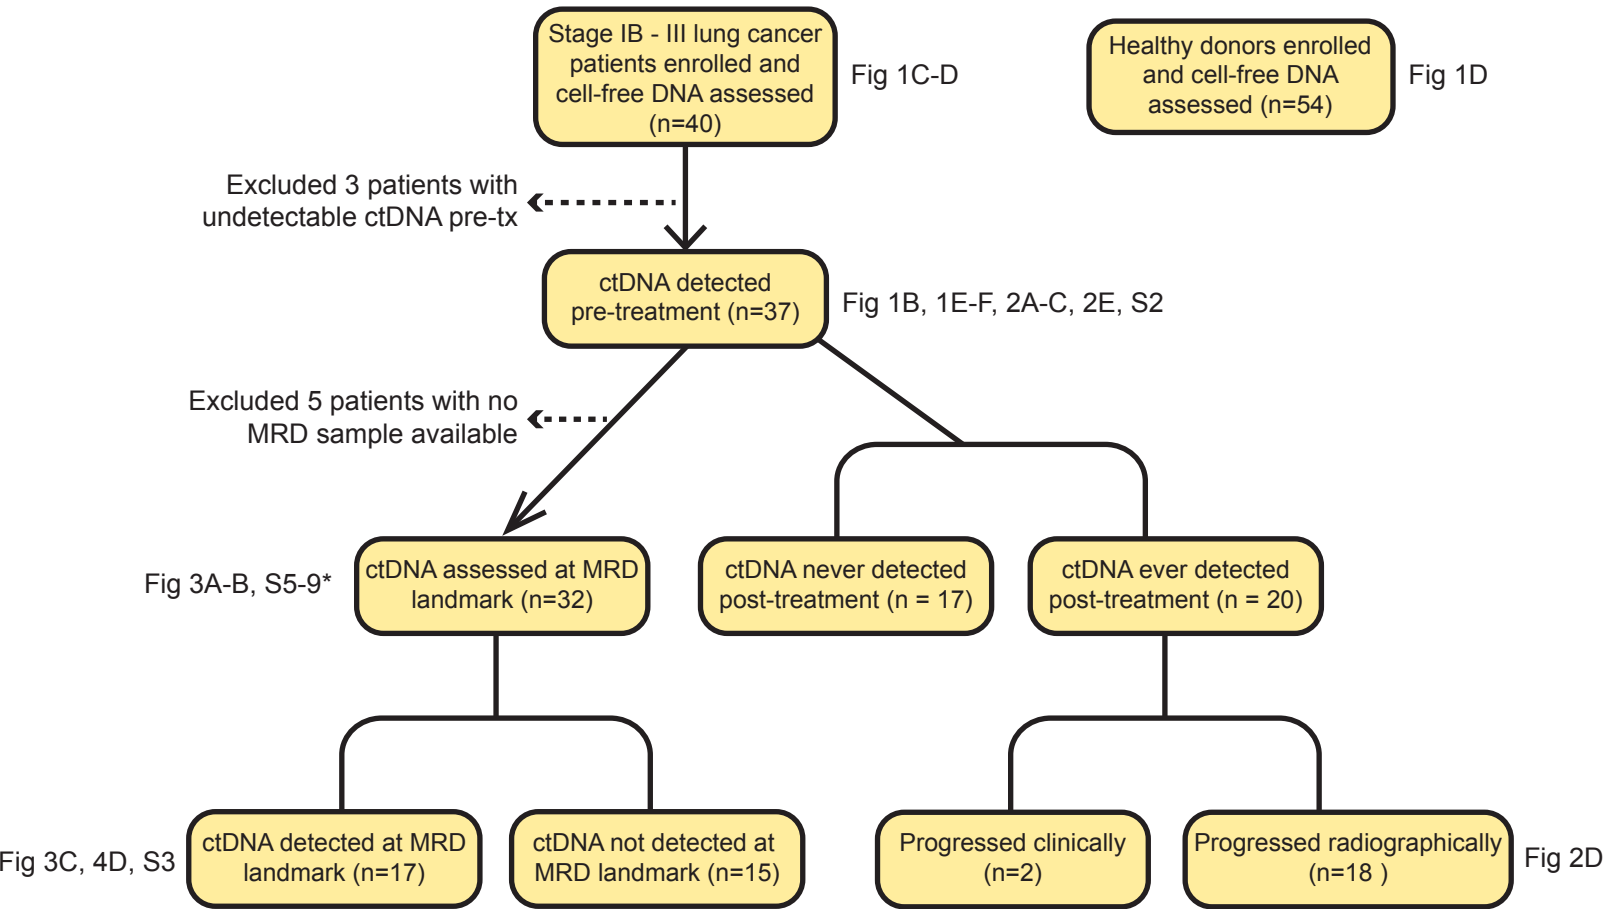 Stage IB - III lung cancer
patients enrolled and
cell-free DNA assessed
(n=40)
Fig 1C-D
Healthy donors enrolled
and cell-free DNA
assessed (n=54)
Fig 1D
Excluded 3 patients with
undetectable ctDNA pre-tx
ctDNA detected
pre-treatment (n=37)
Fig 1B, 1E-F, 2A-C, 2E, S2
Excluded 5 patients with no
MRD sample available
Fig 3A-B, S5-9*
ctDNA assessed at MRD
landmark (n=32)
ctDNA never detected
post-treatment (n = 17)
ctDNA ever detected
post-treatment (n = 20)
Fig 3C, 4D, S3
ctDNA detected at MRD
landmark (n=17)
ctDNA not detected at
MRD landmark (n=15)
Progressed clinically
(n=2)
Progressed radiographically
(n=18 )
Fig 2D